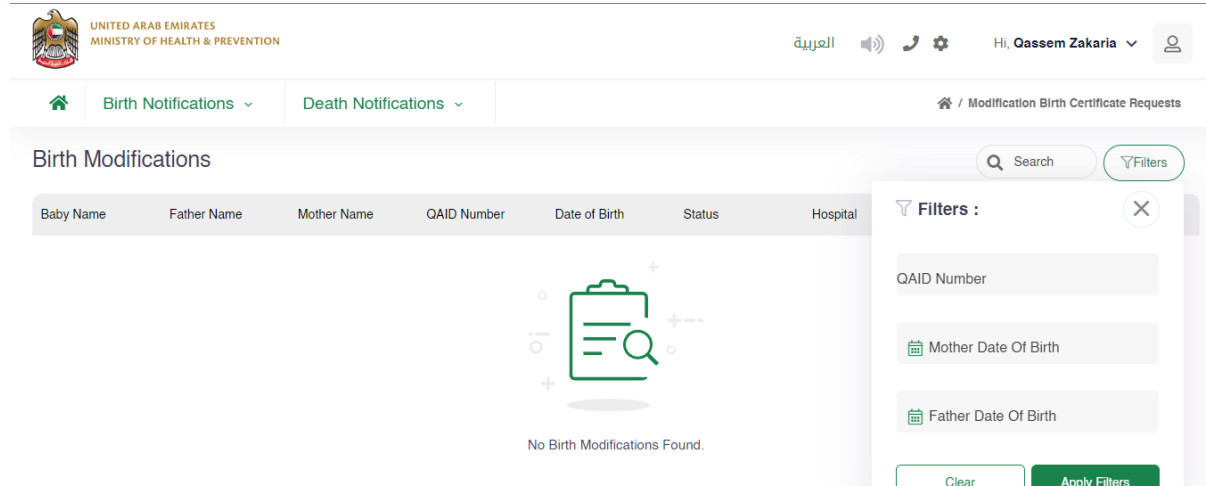 UNITED ARAB EMIRATES
MINISTRY OF HEALTH & PREVENTION
العربية
Hi, Qassem Zakaria
Birth Notifications
Death Notifications
/ Modification Birth Certificate Requests
Birth Modifications
Search
Filters
Baby Name Father Name Mother Name QAID Number Date of Birth Status Hospital
Filters :
QAID Number
Mother Date Of Birth
Father Date Of Birth
No Birth Modifications Found.
Clear
Apply Filters